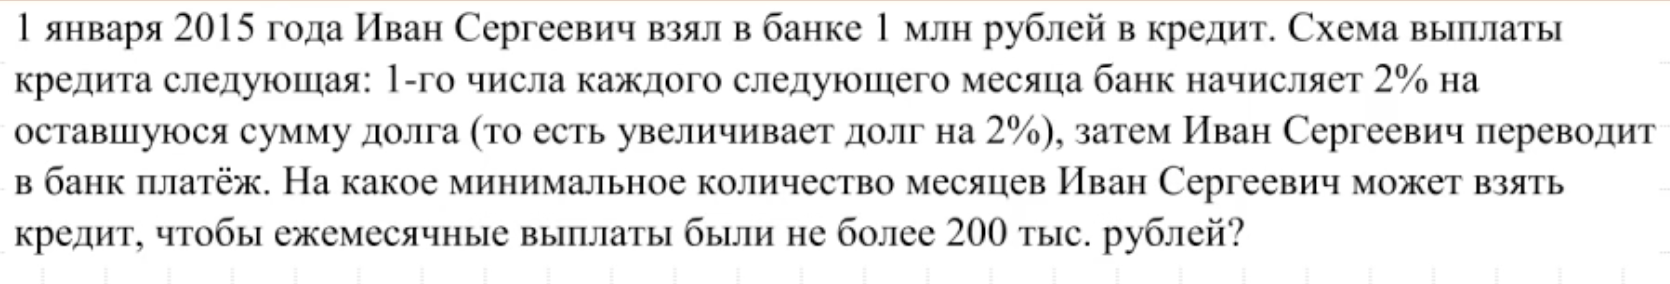 1 января 2015 года Иван Сергеевич взял в банке 1 млн рублей в кредит. Схема выплаты
кредита следующая: 1-го числа каждого следующего месяца банк начисляет 2% на
оставшуюся сумму долга (то есть увеличивает долг на 2%), затем Иван Сергеевич переводит
в банк платёж. На какое минимальное количество месяцев Иван Сергеевич может взять
кредит, чтобы ежемесячные выплаты были не более 200 тыс. рублей?